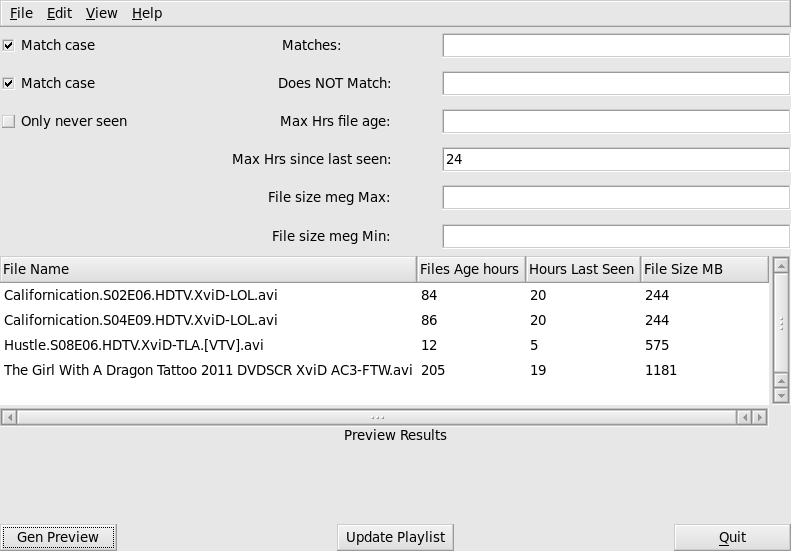 File Edit View Help
Match case Matches:
Match case Does NOT Match:
Only never seen Max Hrs file age:
Max Hrs since last seen: 24
File size meg Max:
File size meg Min:
File Name Files Age hours Hours Last Seen File Size MB
Californication.S02E06.HDTV.XviD-LOL.avi 84 20 244
Californication.S04E09.HDTV.XviD-LOL.avi 86 20 244
Hustle.S08E06.HDTV.XviD-TLA.[VTV].avi 12 5 575
The Girl With A Dragon Tattoo 2011 DVDSCR XviD AC3-FTW.avi 205 19 1181
Preview Results
Gen Preview Update Playlist Quit